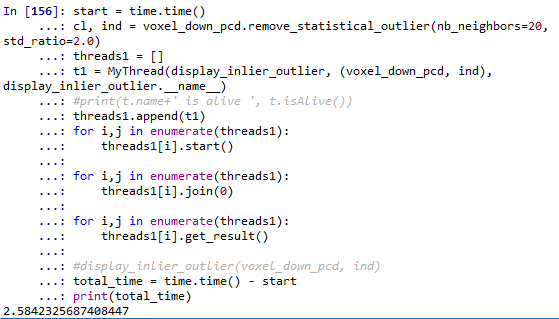 In [156]: start = time.time()
...: cl, ind = voxel_down_pcd.remove_statistical_outlier(nb_neighbors=20,
std_ratio=2.0)
...: threads1 = []
...: t1 = MyThread(display_inlier_outlier, (voxel_down_pcd, ind),
display_inlier_outlier.__name__)
...: #print(t.name+' is alive ', t.isAlive())
...: threads1.append(t1)
...: for i,j in enumerate(threads1):
...:     threads1[i].start()
...:
...: for i,j in enumerate(threads1):
...:     threads1[i].join(0)
...:
...: for i,j in enumerate(threads1):
...:     threads1[i].get_result()
...:
...: #display_inlier_outlier(voxel_down_pcd, ind)
...: total_time = time.time() - start
...: print(total_time)
2.5842325687408447